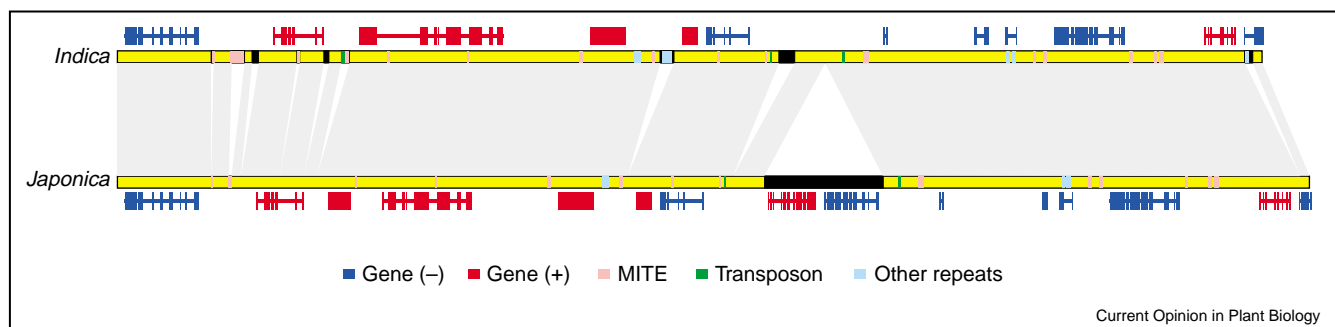 Indica
Japonica
Gene (–) Gene (+) MITE Transposon Other repeats
Current Opinion in Plant Biology